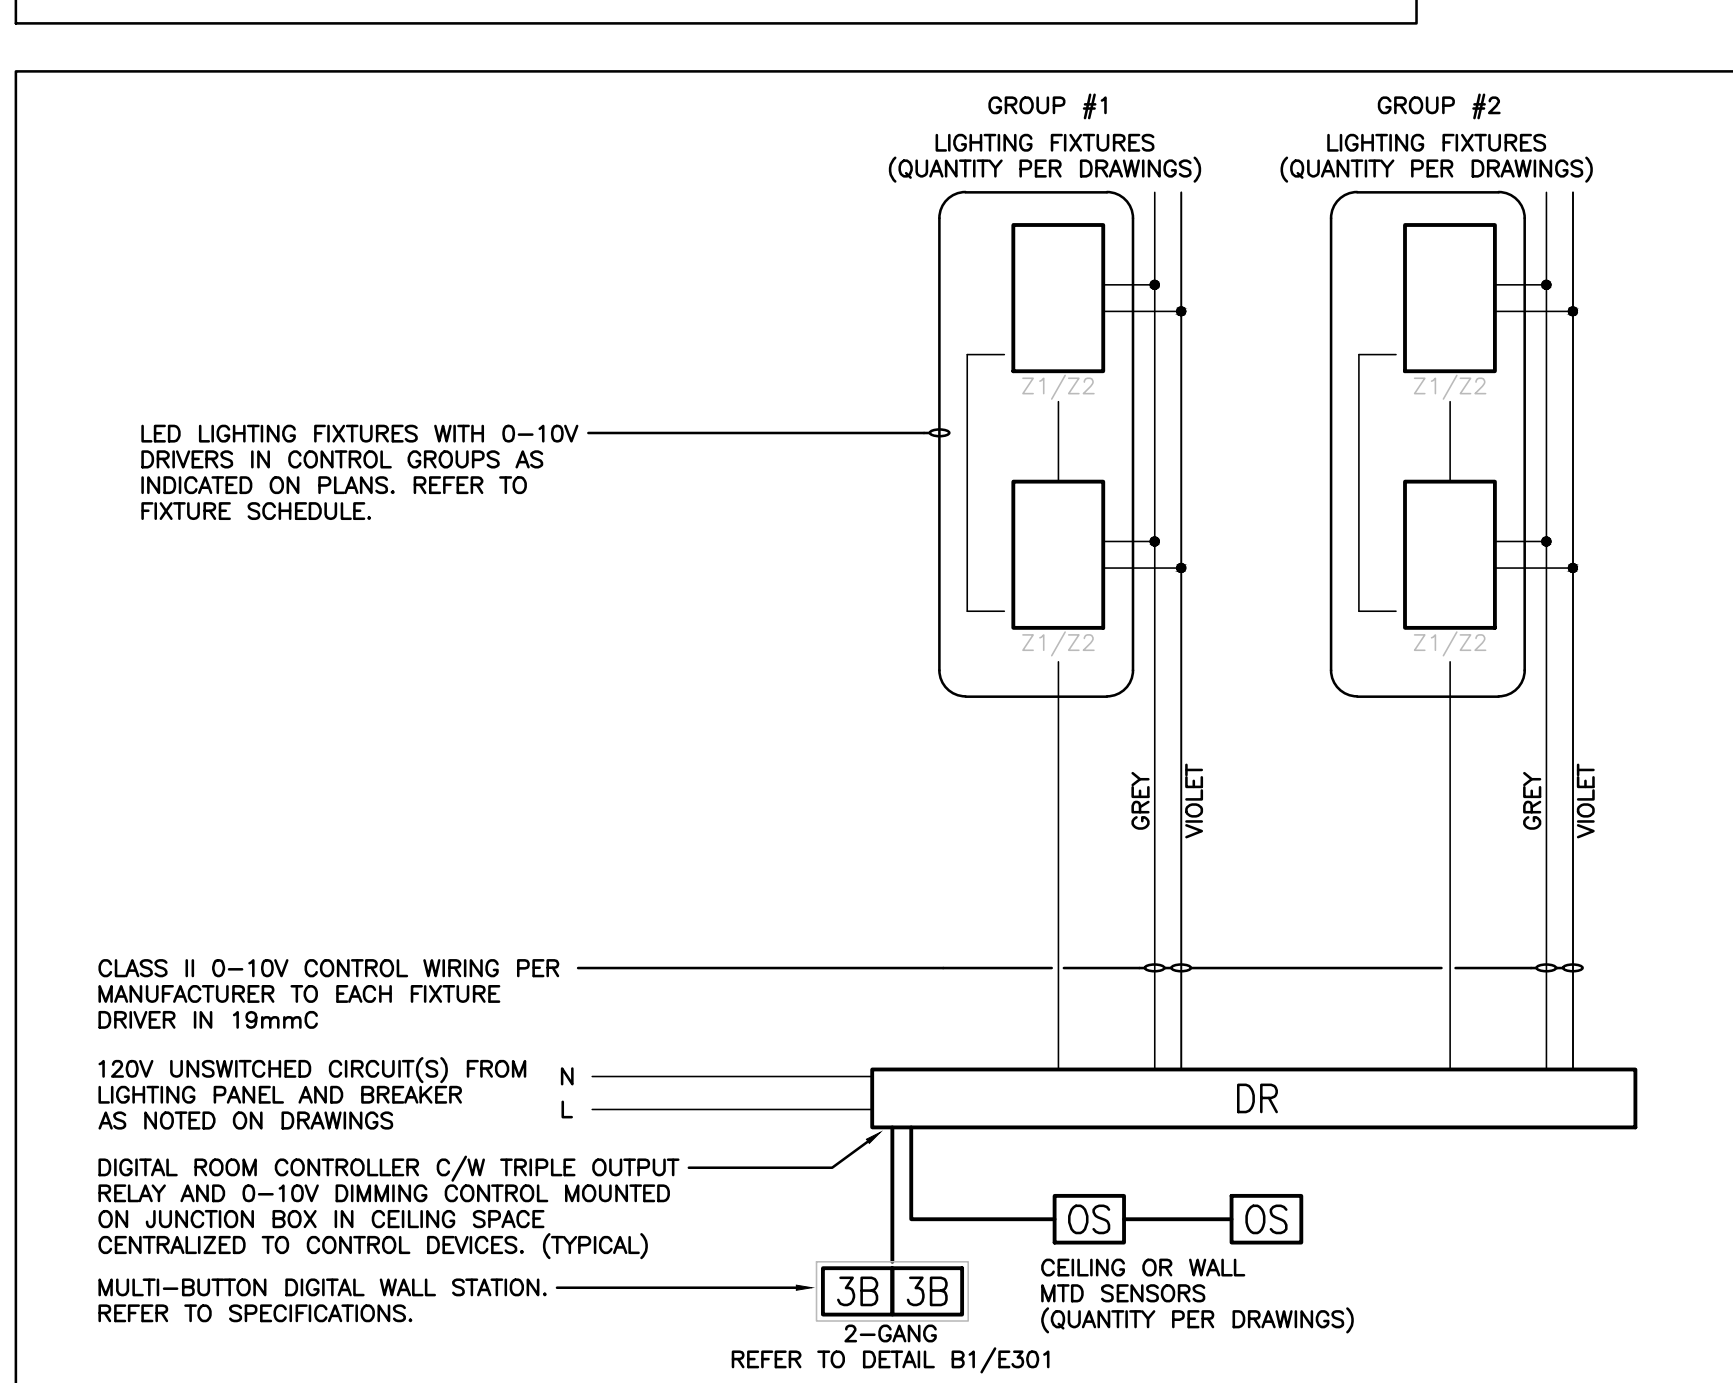 GROUP #1
LIGHTING FIXTURES
(QUANTITY PER DRAWINGS)
GROUP #2
LIGHTING FIXTURES
(QUANTITY PER DRAWINGS)
Z1/Z2
Z1/Z2
LED LIGHTING FIXTURES WITH 0-10V
DRIVERS IN CONTROL GROUPS AS
INDICATED ON PLANS. REFER TO
FIXTURE SCHEDULE.
Z1/Z2
Z1/Z2
GREY
VIOLET
GREY
VIOLET
CLASS II 0-10V CONTROL WIRING PER
MANUFACTURER TO EACH FIXTURE
DRIVER IN 19mmC
120V UNSWITCHED CIRCUIT(S) FROM
LIGHTING PANEL AND BREAKER
AS NOTED ON DRAWINGS
N
L
DR
DIGITAL ROOM CONTROLLER C/W TRIPLE OUTPUT
RELAY AND 0-10V DIMMING CONTROL MOUNTED
ON JUNCTION BOX IN CEILING SPACE
CENTRALIZED TO CONTROL DEVICES. (TYPICAL)
OS
OS
CEILING OR WALL
MTD SENSORS
(QUANTITY PER DRAWINGS)
MULTI-BUTTON DIGITAL WALL STATION.
REFER TO SPECIFICATIONS.
3B
3B
2-GANG
REFER TO DETAIL B1/E301